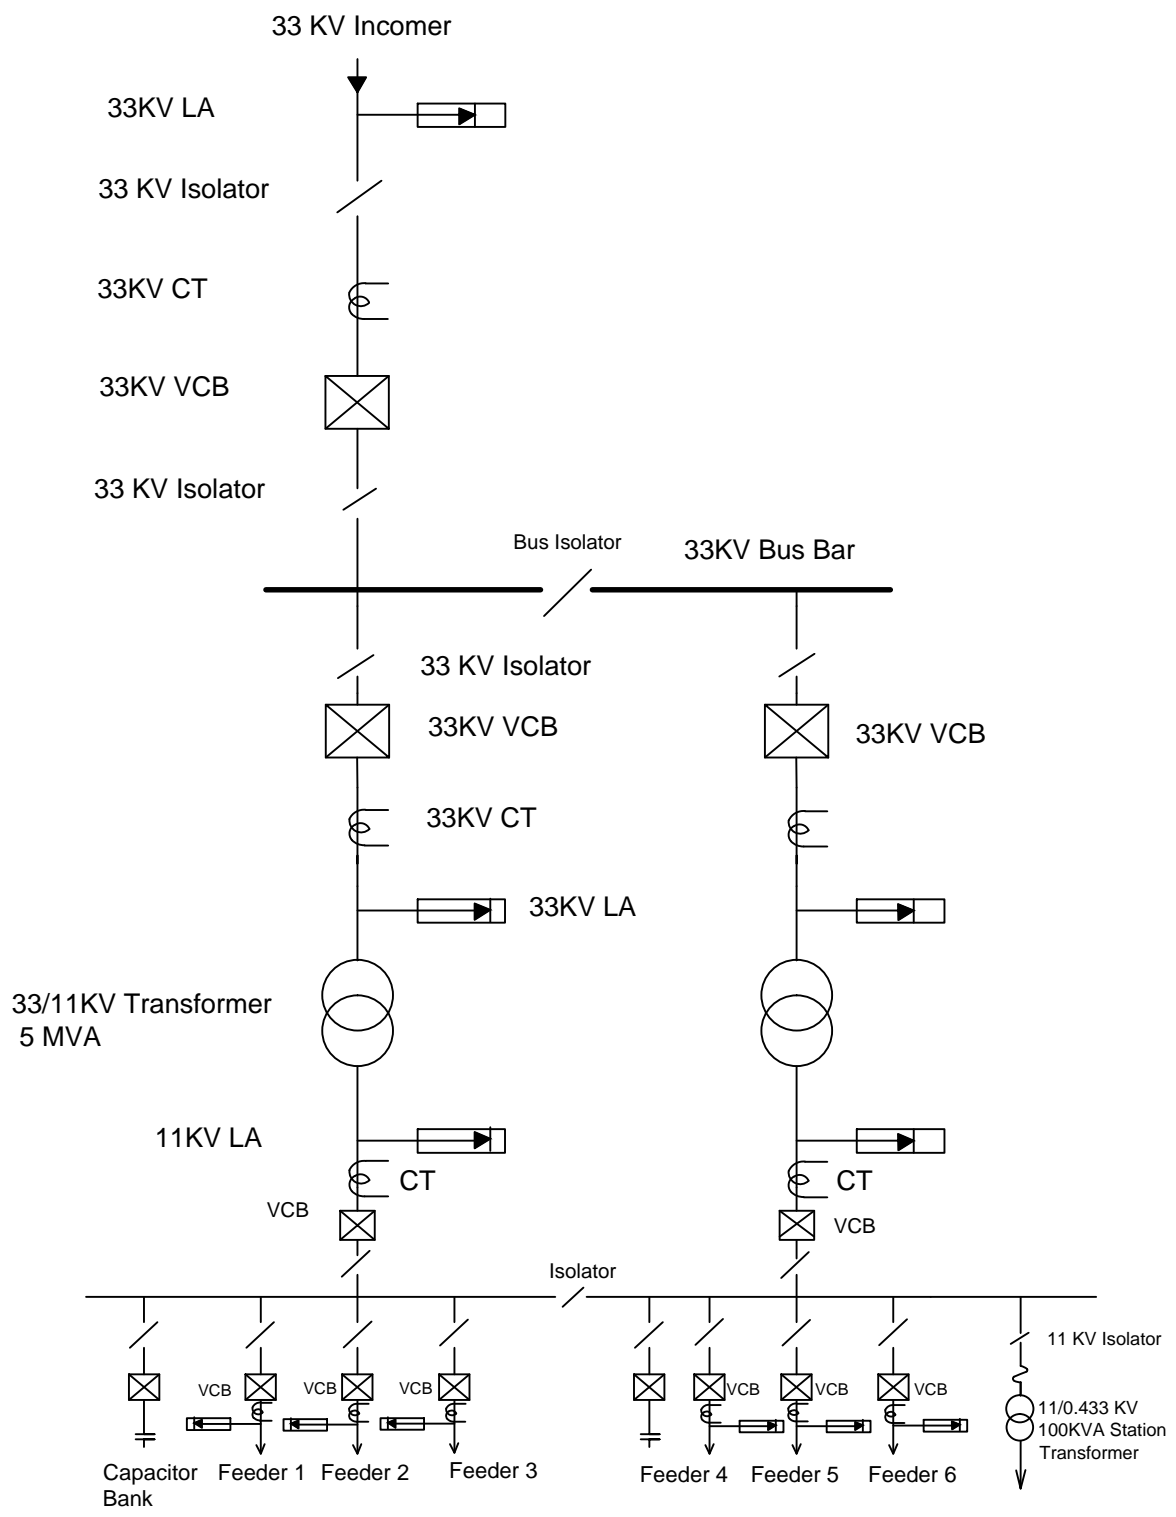 33 KV Incomer
33KV LA
33 KV Isolator
33KV CT
33KV VCB
33 KV Isolator
Bus Isolator
33KV Bus Bar
33 KV Isolator
33KV VCB
33KV VCB
33KV CT
33KV LA
33/11KV Transformer
5 MVA
11KV LA
CT
CT
VCB
VCB
Isolator
11 KV Isolator
VCB
VCB
VCB
VCB
VCB
VCB
11/0.433 KV
100KVA Station
Transformer
Capacitor
Bank
Feeder 1
Feeder 2
Feeder 3
Feeder 4
Feeder 5
Feeder 6